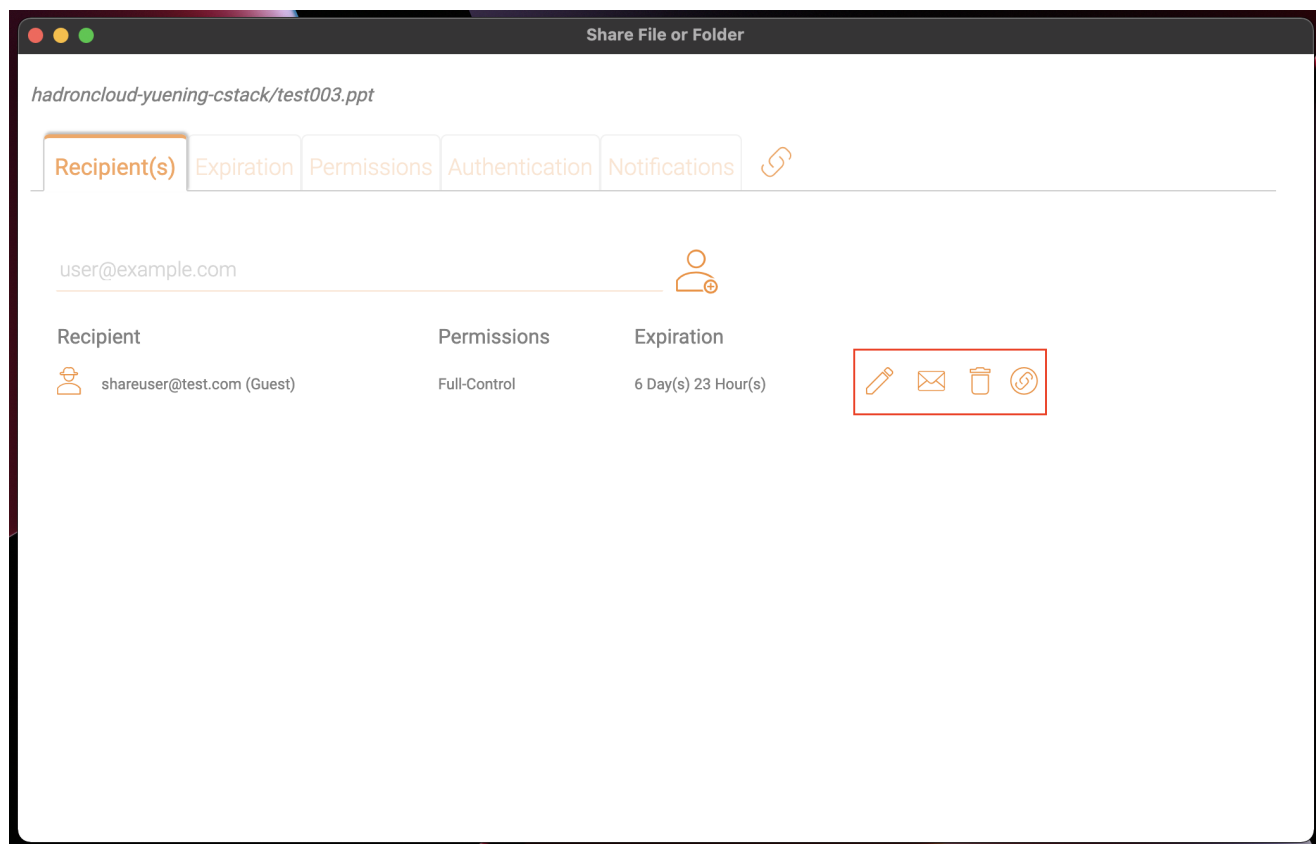 Share File or Folder
hadroncloud-yuening-cstack/test003.ppt
Recipient(s) Expiration Permissions Authentication Notifications
user@example.com
Recipient Permissions Expiration
shareuser@test.com (Guest) Full-Control 6 Day(s) 23 Hour(s)